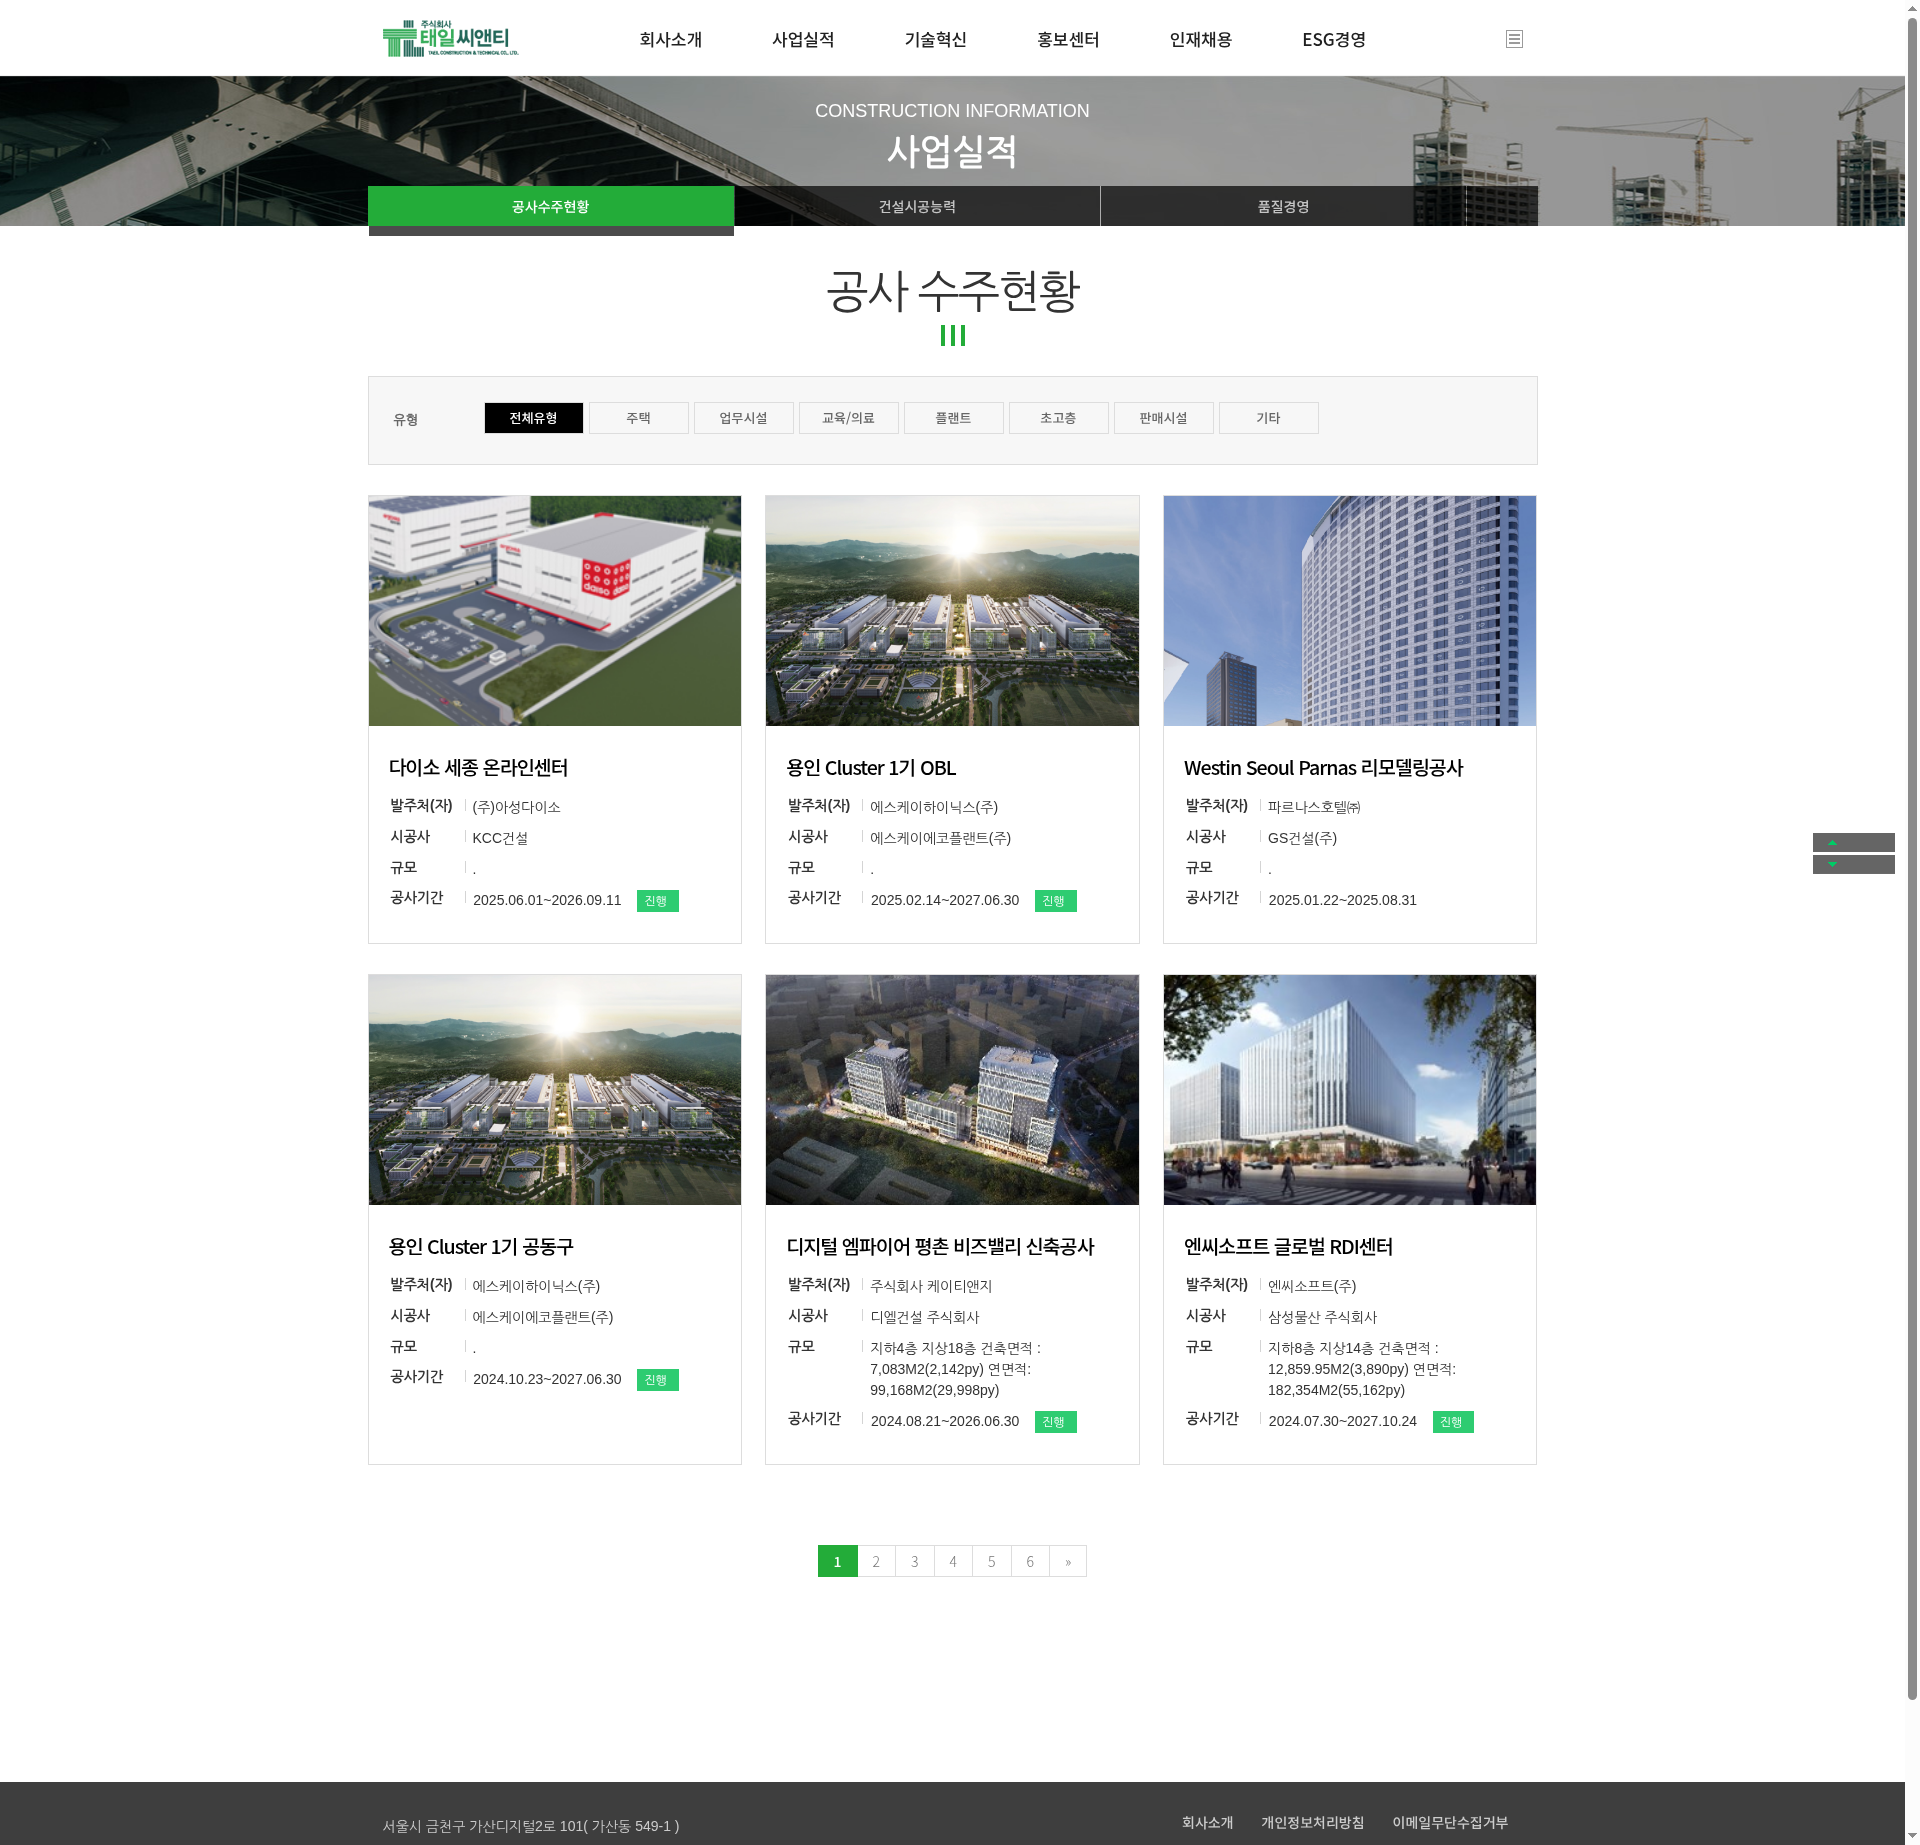 주식회사
태일씨앤티
TAEIL CONSTRUCTION & TECHNICAL CO., LTD.
회사소개
사업실적
기술혁신
홍보센터
인재채용
ESG경영
CONSTRUCTION INFORMATION
사업실적
공사수주현황
건설시공능력
품질경영
공사 수주현황
유형
전체유형
주택
업무시설
교육/의료
플랜트
초고층
판매시설
기타
daiso
다이소 세종 온라인센터
발주처(자) (주)아성다이소
시공사 KCC건설
규모 .
공사기간 2025.06.01~2026.09.11 진행
용인 Cluster 1기 OBL
발주처(자) 에스케이하이닉스(주)
시공사 에스케이에코플랜트(주)
규모 .
공사기간 2025.02.14~2027.06.30 진행
Westin Seoul Parnas 리모델링공사
발주처(자) 파르나스호텔㈜
시공사 GS건설(주)
규모 .
공사기간 2025.01.22~2025.08.31
용인 Cluster 1기 공동구
발주처(자) 에스케이하이닉스(주)
시공사 에스케이에코플랜트(주)
규모 .
공사기간 2024.10.23~2027.06.30 진행
디지털 엠파이어 평촌 비즈밸리 신축공사
발주처(자) 주식회사 케이티앤지
시공사 디엘건설 주식회사
규모 지하4층 지상18층 건축면적 :
7,083M2(2,142py) 연면적:
99,168M2(29,998py)
공사기간 2024.08.21~2026.06.30 진행
엔씨소프트 글로벌 RDI센터
발주처(자) 엔씨소프트(주)
시공사 삼성물산 주식회사
규모 지하8층 지상14층 건축면적 :
12,859.95M2(3,890py) 연면적:
182,354M2(55,162py)
공사기간 2024.07.30~2027.10.24 진행
1 2 3 4 5 6 »
서울시 금천구 가산디지털2로 101( 가산동 549-1 )
회사소개
개인정보처리방침
이메일무단수집거부